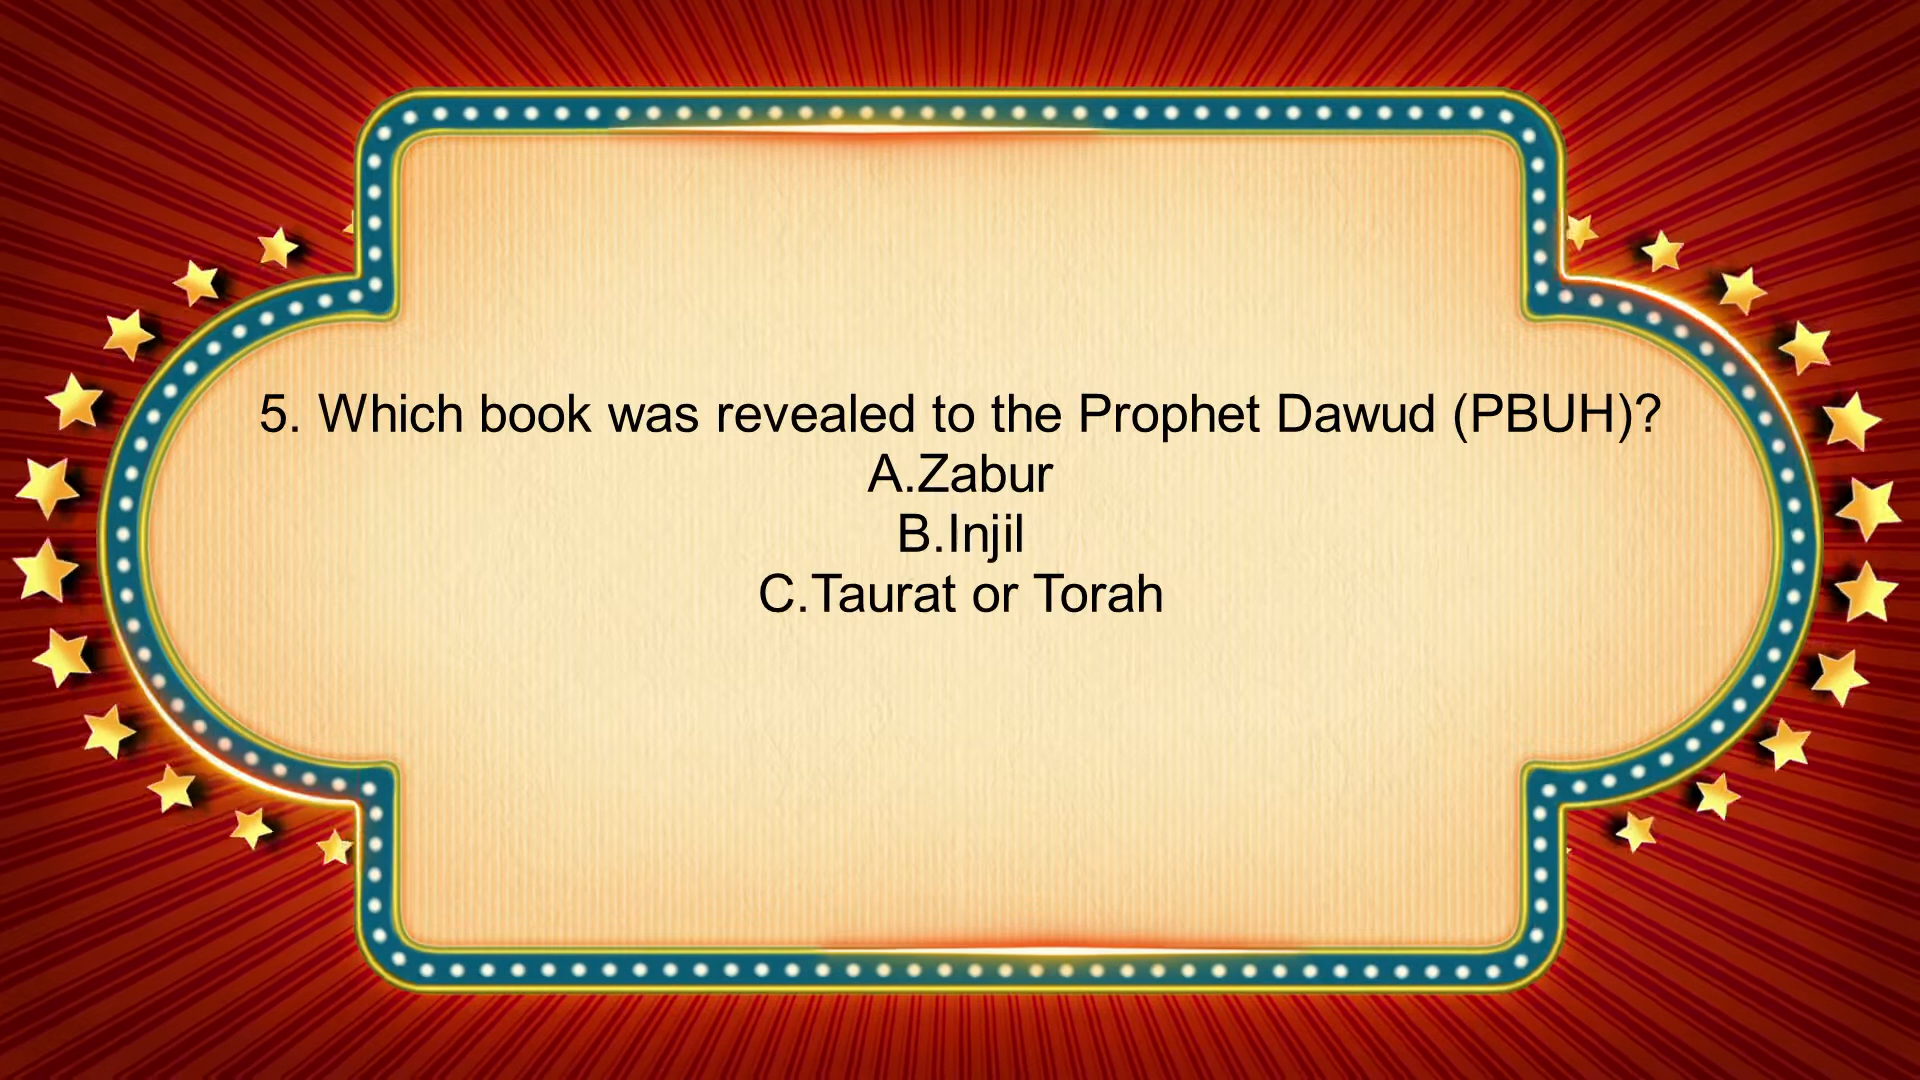 5. Which book was revealed to the Prophet Dawud (PBUH)?
A.Zabur
B.Injil
C.Taurat or Torah